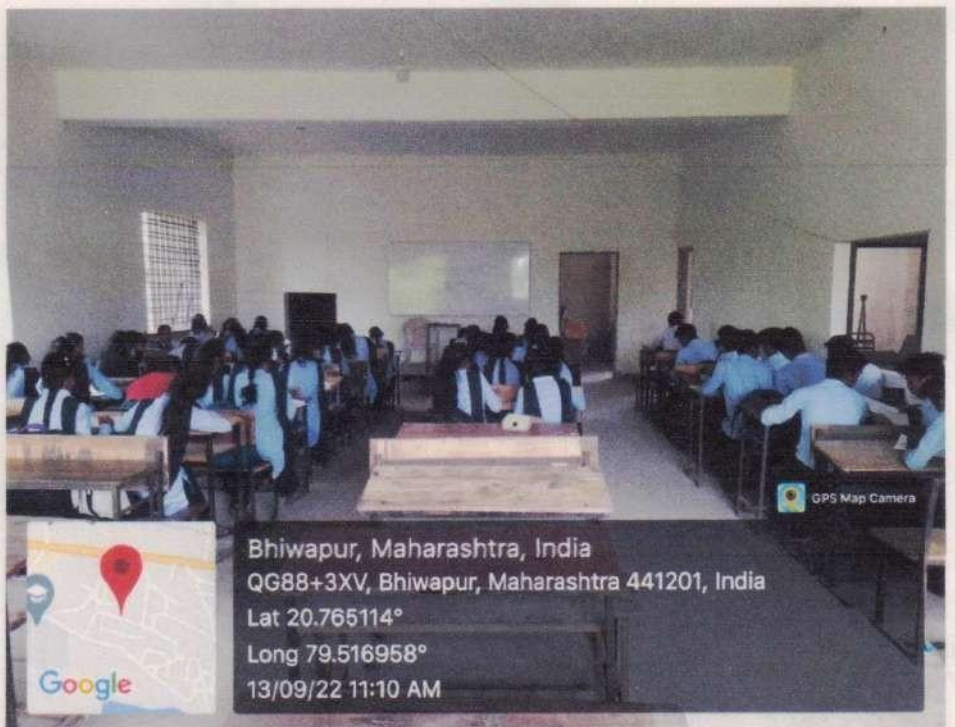 GPS Map Camera
Bhiwapur, Maharashtra, India
QG88+3XV, Bhiwapur, Maharashtra 441201, India
Lat 20.765114°
Long 79.516958°
13/09/22 11:10 AM
Google